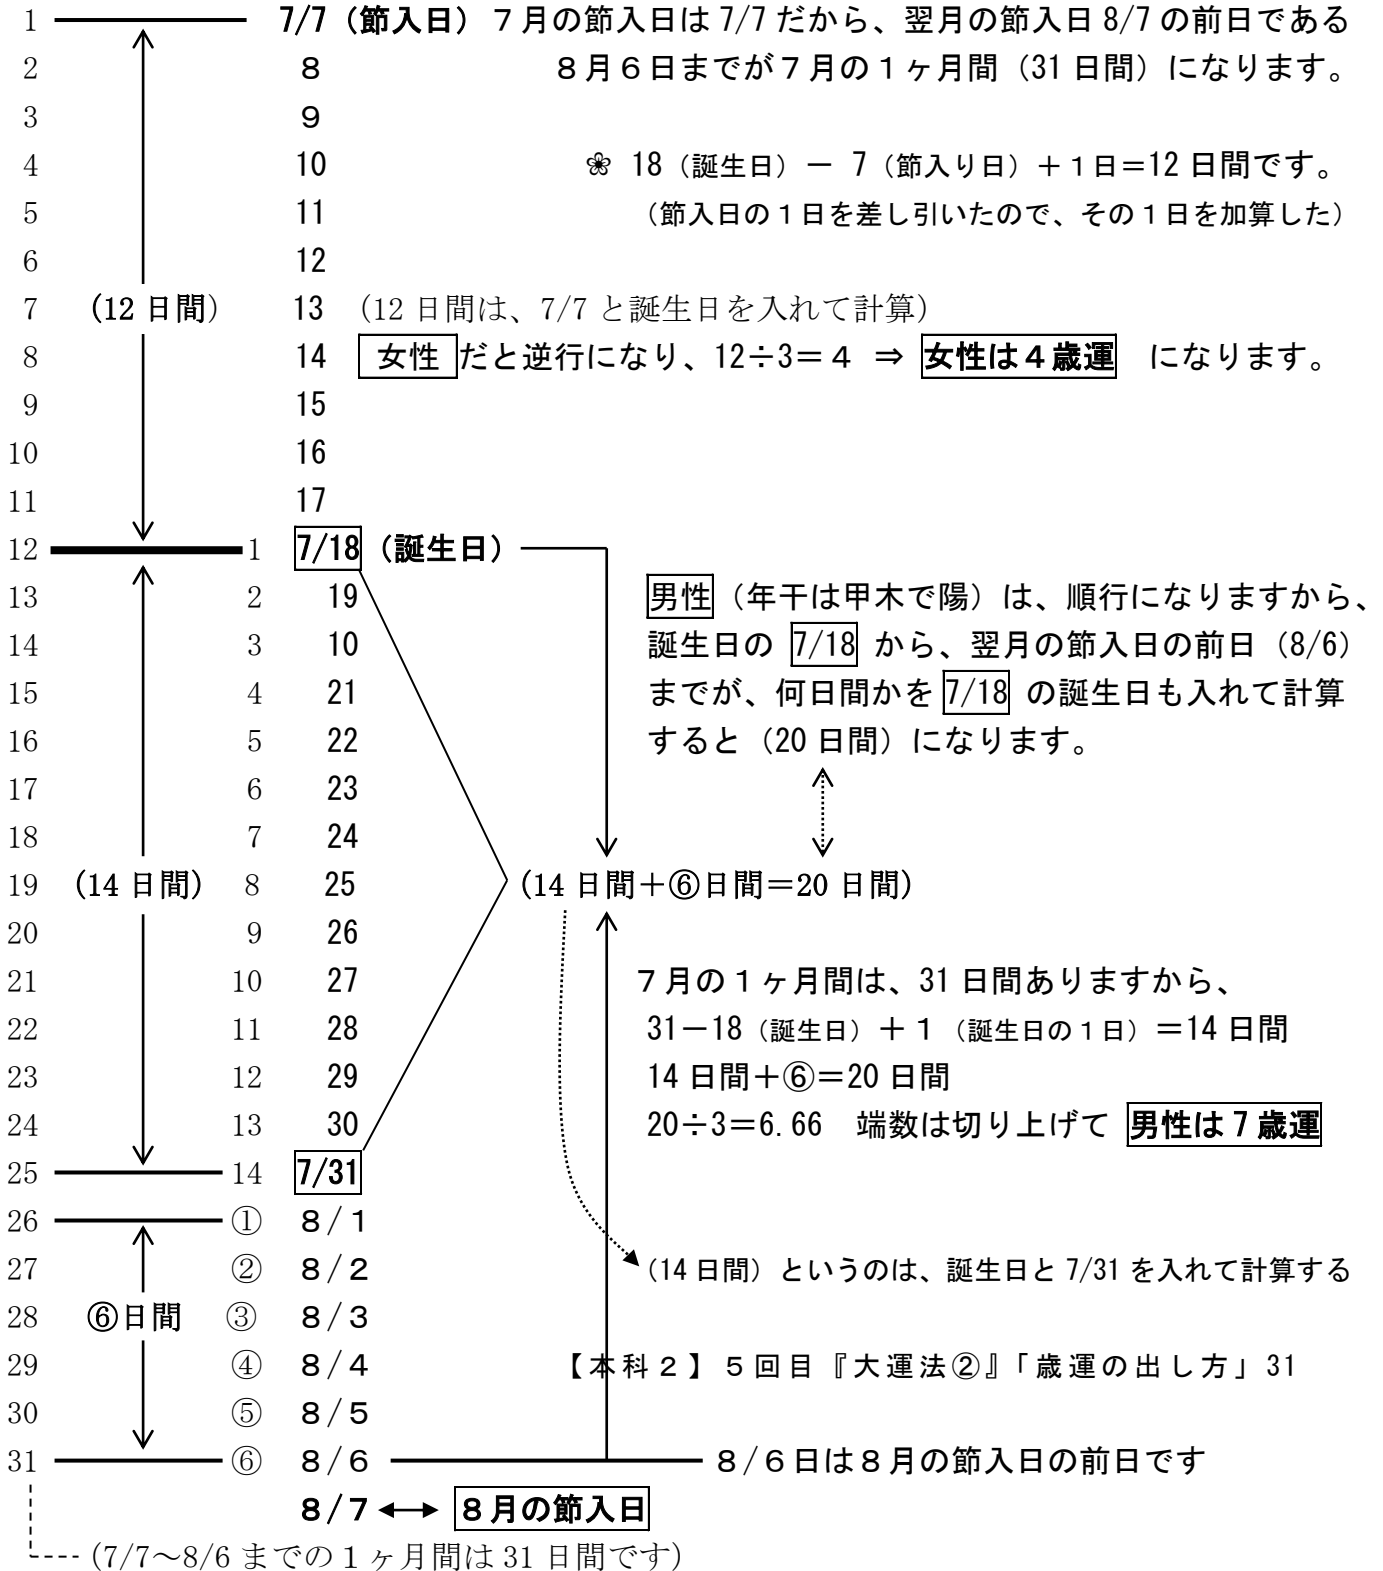 1 7/7（節入日）７月の節入日は 7/7 だから、翌月の節入日 8/7 の前日である
2 8 ８月６日までが７月の１ヶ月間（31 日間）になります。
3 9
4 10 ❀ 18（誕生日）－ 7（節入り日）＋１日＝12 日間です。
5 11 （節入日の１日を差し引いたので、その１日を加算した）
6 12
7 (12 日間) 13 （12 日間は、7/7 と誕生日を入れて計算）
8 14 女性 だと逆行になり、12÷3＝４ ⇒ 女性は４歳運 になります。
9 15
10 16
11 17
12 1 7/18（誕生日）
13 2 19 男性（年干は甲木で陽）は、順行になりますから、
14 3 10 誕生日の 7/18 から、翌月の節入日の前日（8/6）
15 4 21 までが、何日間かを 7/18 の誕生日も入れて計算
16 5 22 すると（20 日間）になります。
17 6 23
18 7 24
19 (14 日間) 8 25 (14 日間＋⑥日間＝20 日間)
20 9 26
21 10 27 ７月の１ヶ月間は、31 日間ありますから、
22 11 28 31－18（誕生日）＋１（誕生日の１日）＝14 日間
23 12 29 14 日間＋⑥＝20 日間
24 13 30 20÷3＝6.66 端数は切り上げて 男性は７歳運
25 14 7/31
26 ① ８/１
27 ② ８/２ （14 日間）というのは、誕生日と 7/31 を入れて計算する
28 ⑥日間 ③ ８/３
29 ④ ８/４ 【本科２】５回目『大運法②』「歳運の出し方」31
30 ⑤ ８/５
31 ⑥ ８/６ ８/６日は８月の節入日の前日です
８/７ ８月の節入日
（7/7～8/6 までの１ヶ月間は 31 日間です）